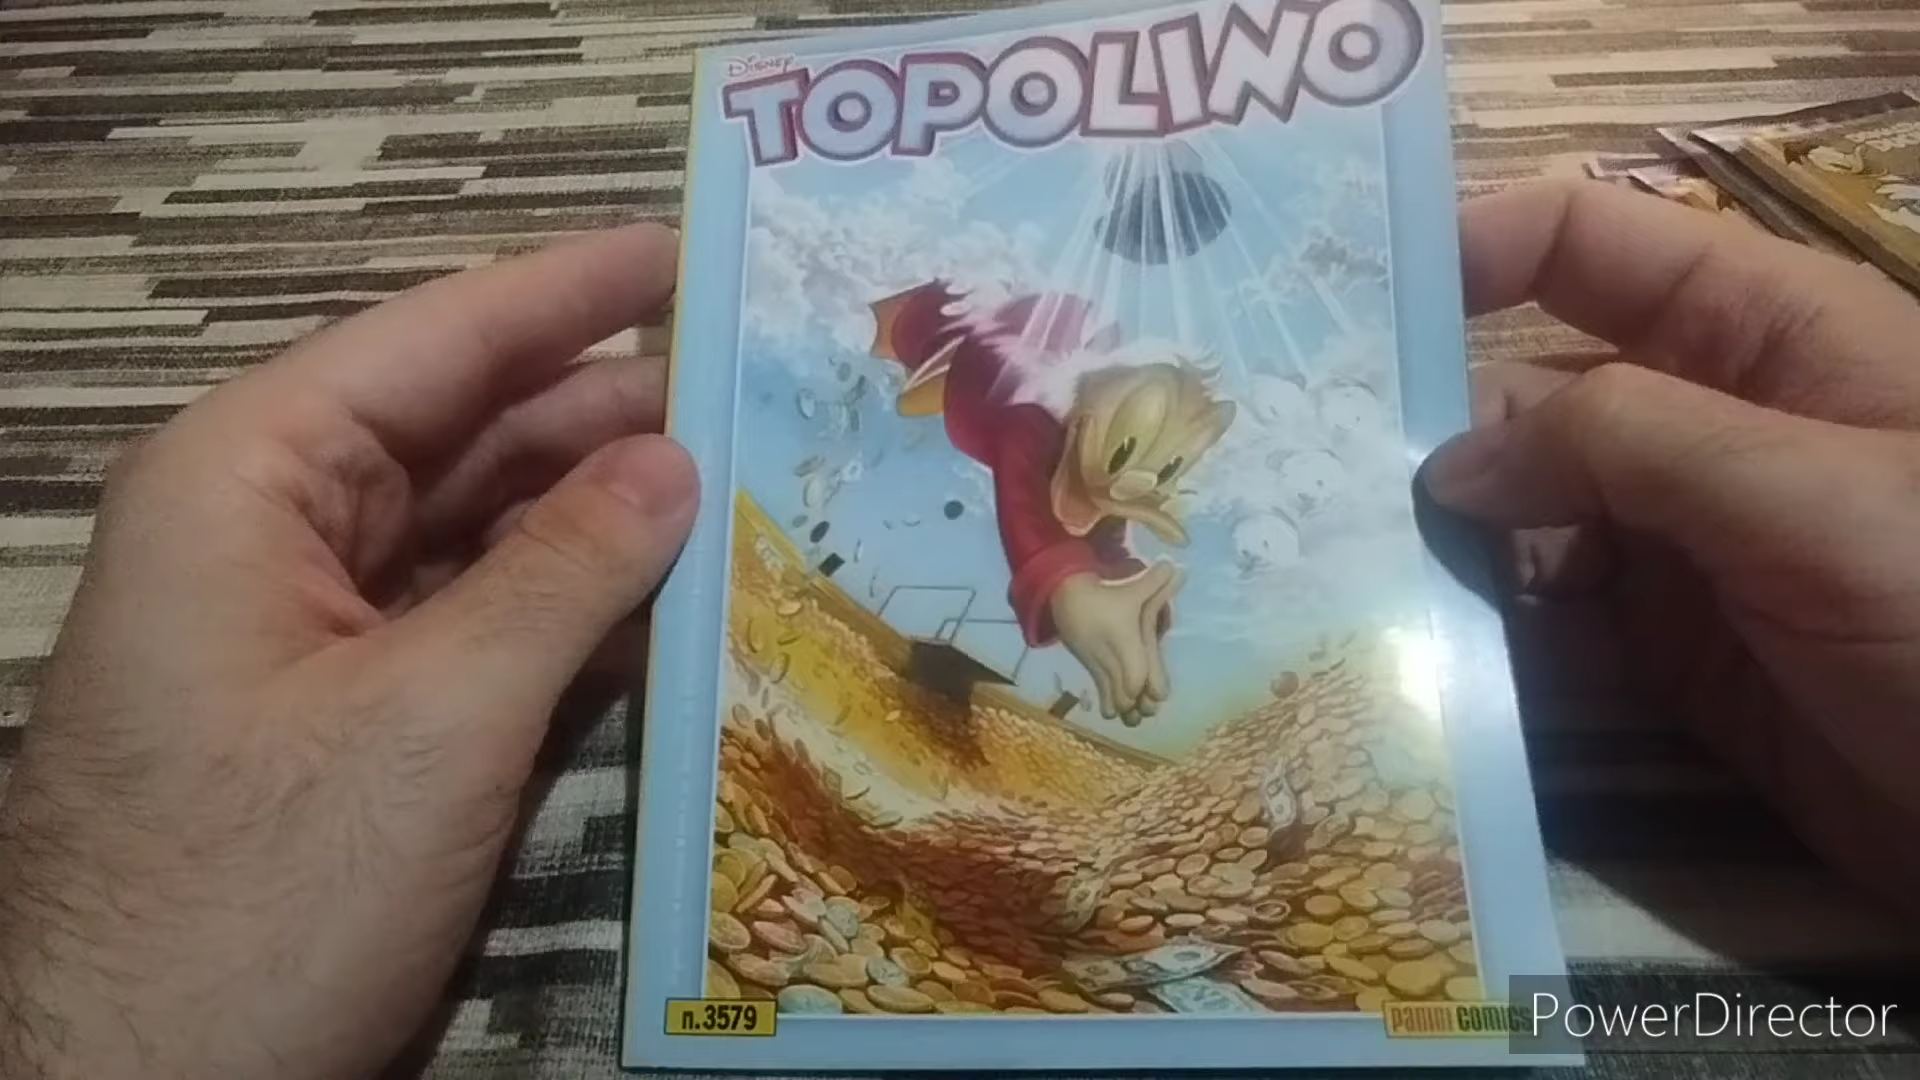 Disney
TOPOLINO
n.3579
PANINI COMICS
PowerDirector